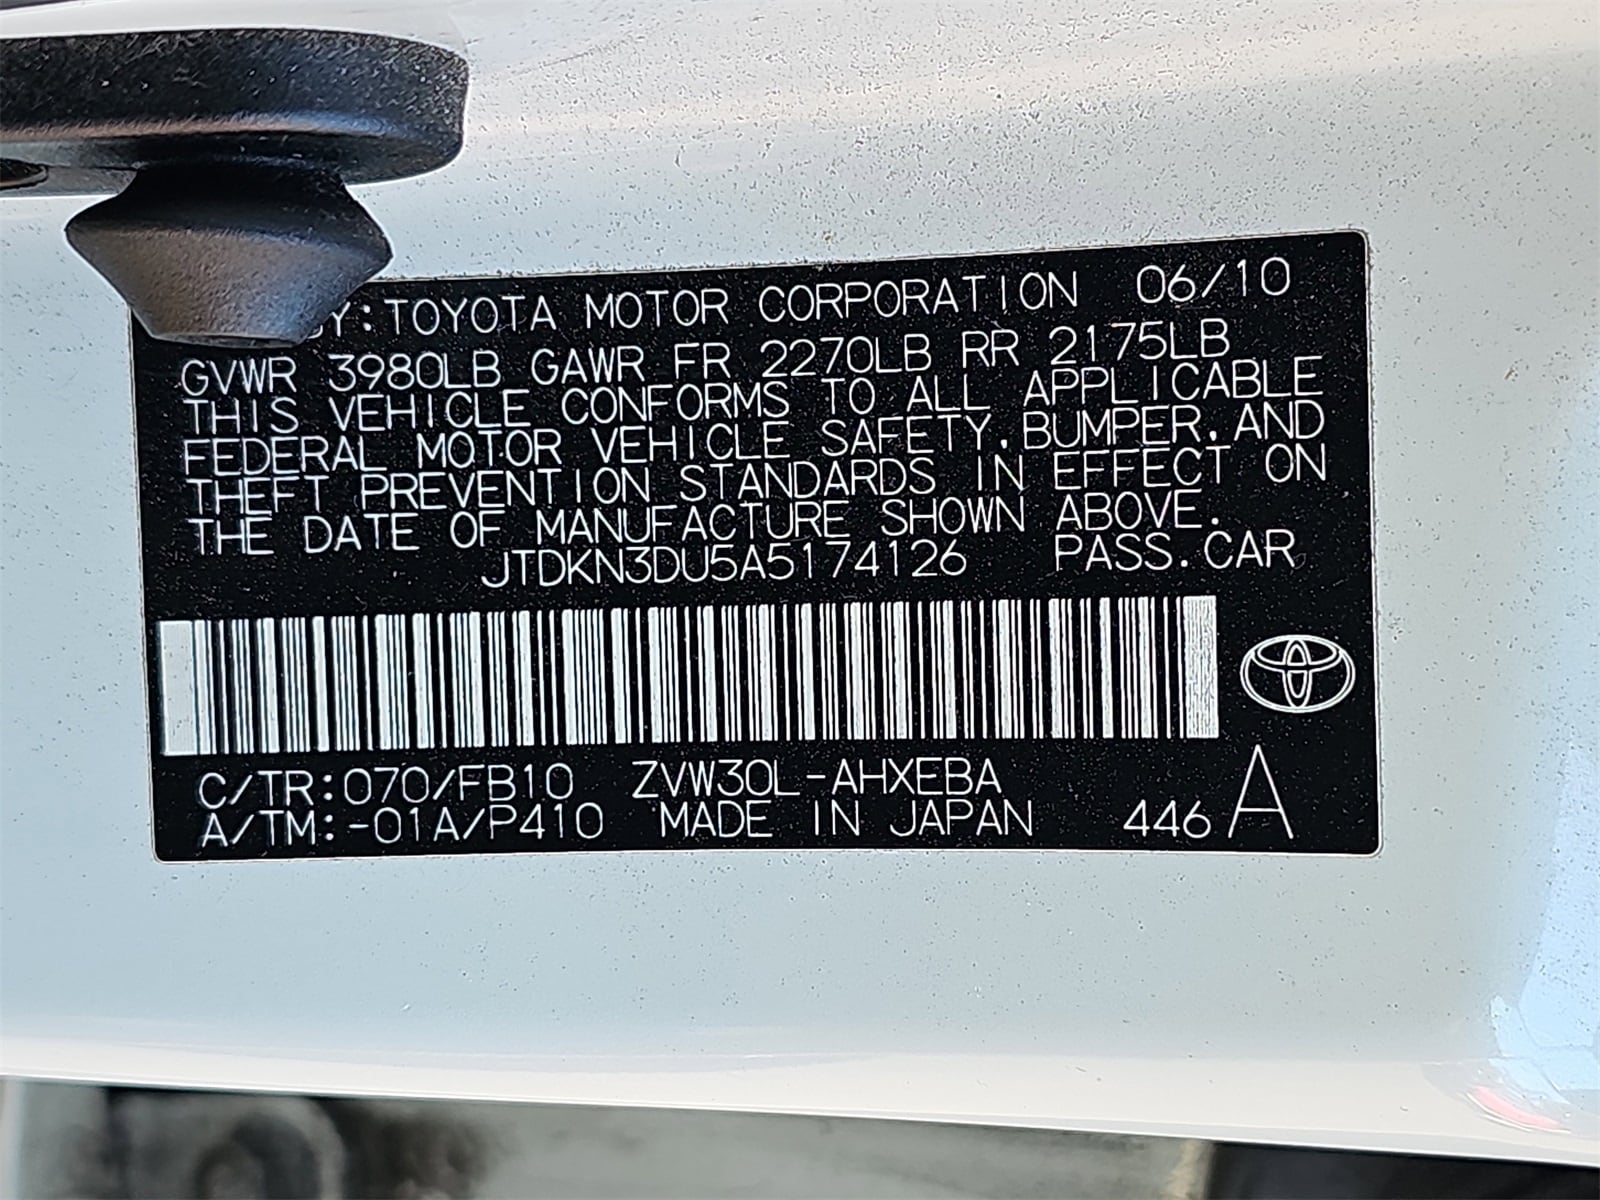 Y:TOYOTA MOTOR CORPORATION 06/10
GVWR 3980LB GAWR FR 2270LB RR 2175LB
THIS VEHICLE CONFORMS TO ALL APPLICABLE
FEDERAL MOTOR VEHICLE SAFETY,BUMPER,AND
THEFT PREVENTION STANDARDS IN EFFECT ON
THE DATE OF MANUFACTURE SHOWN ABOVE.
JTDKN3DU5A5174126 PASS.CAR
C/TR:070/FB10 ZVW30L-AHXEBA
A/TM:-01A/P410 MADE IN JAPAN 446 A